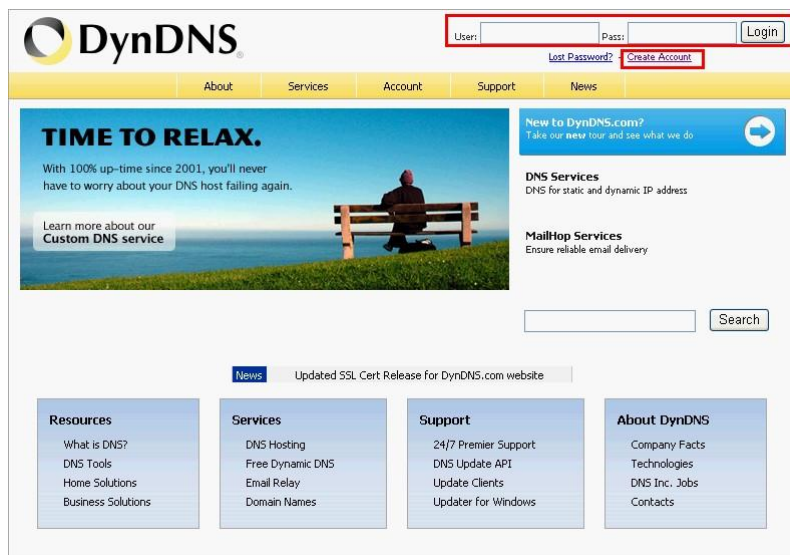 DynDNS®
User:
Pass:
Login
Lost Password? - Create Account
About Services Account Support News
TIME TO RELAX.
With 100% up-time since 2001, you'll never
have to worry about your DNS host failing again.
Learn more about our
Custom DNS service
New to DynDNS.com?
Take our new tour and see what we do
DNS Services
DNS for static and dynamic IP address
MailHop Services
Ensure reliable email delivery
Search
News Updated SSL Cert Release for DynDNS.com website
Resources
What is DNS?
DNS Tools
Home Solutions
Business Solutions
Services
DNS Hosting
Free Dynamic DNS
Email Relay
Domain Names
Support
24/7 Premier Support
DNS Update API
Update Clients
Updater for Windows
About DynDNS
Company Facts
Technologies
DNS Inc. Jobs
Contacts